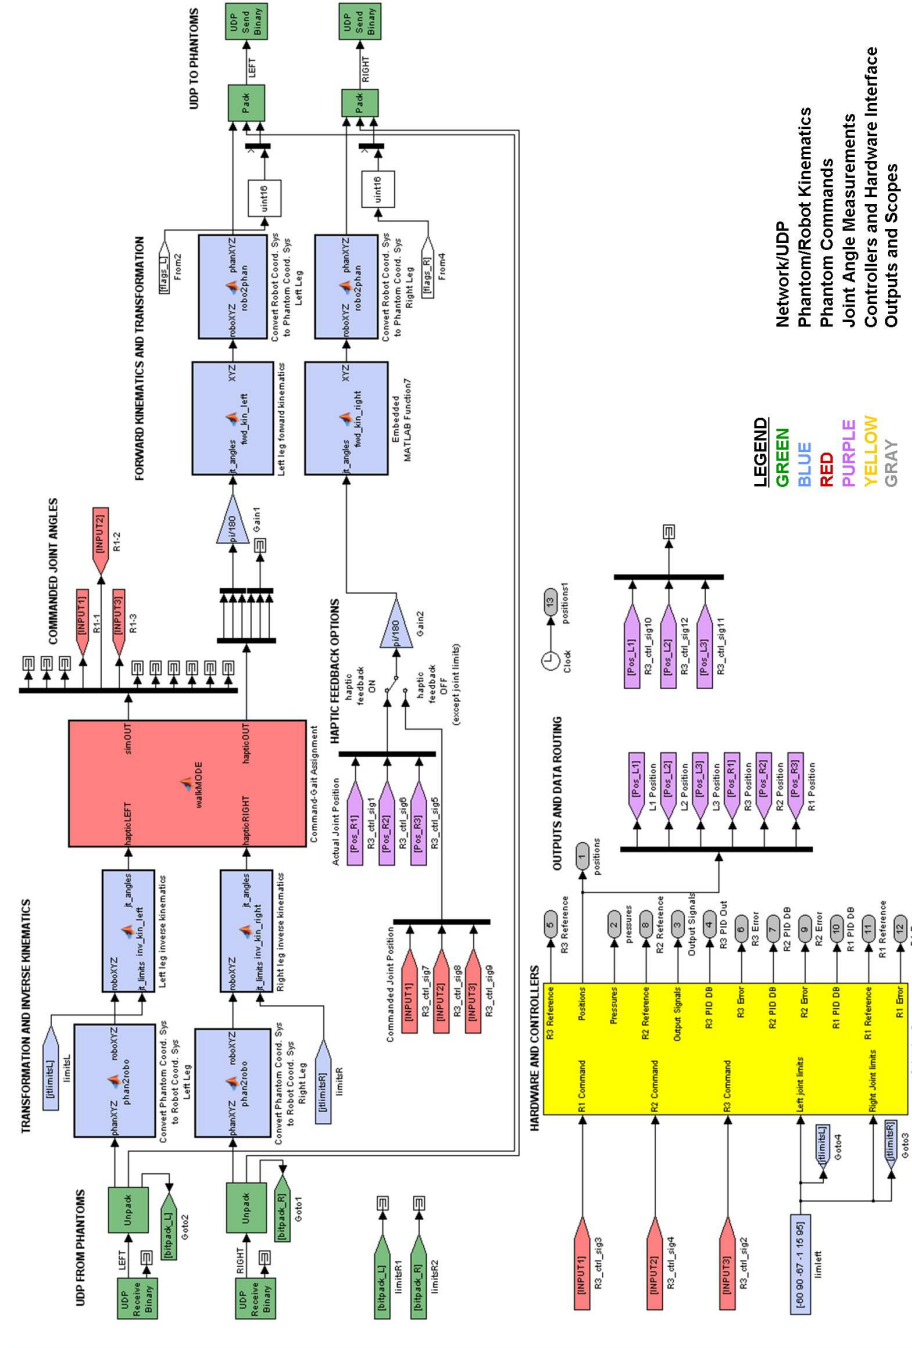 UDP FROM PHANTOMS
UDP
Receive
Binary
LEFT
Unpack
[bitpack_L]
Goto2
UDP
Receive
Binary
RIGHT
Unpack
[bitpack_R]
Goto1
[bitpack_L]
limitsR1
[bitpack_R]
limitsR2
TRANSFORMATION AND INVERSE KINEMATICS
[jtlimitsL]
limitsL
phanXYZ
roboXYZ
phan2robo
Convert Phantom Coord. Sys
to Robot Coord. Sys
Left Leg
roboXYZ
jt_limits
inv_kin_left
jt_angles
Left leg inverse kinematics
phanXYZ
roboXYZ
phan2robo
Convert Phantom Coord. Sys
to Robot Coord. Sys
Right Leg
roboXYZ
jt_limits
inv_kin_right
jt_angles
Right leg inverse kinematics
[jtlimitsR]
limitsR
hapticLEFT
hapticRIGHT
walkMODE
simOUT
hapticOUT
Command-Gait Assignment
COMMANDED JOINT ANGLES
[INPUT1]
R1-1
[INPUT2]
R1-2
[INPUT3]
R1-3
HAPTIC FEEDBACK OPTIONS
Actual Joint Position
[Pos_R1]
R3_ctrl_sig1
[Pos_R2]
R3_ctrl_sig6
[Pos_R3]
R3_ctrl_sig5
Commanded Joint Position
[INPUT1]
R3_ctrl_sig7
[INPUT2]
R3_ctrl_sig8
[INPUT3]
R3_ctrl_sig9
haptic
feedback
ON
haptic
feedback
OFF
(except joint limits)
pi/180
Gain2
pi/180
Gain1
FORWARD KINEMATICS AND TRANSFORMATION
jt_angles
fwd_kin_left
XYZ
Left leg forward kinematics
roboXYZ
robo2phan
phanXYZ
Convert Robot Coord. Sys
to Phantom Coord. Sys
Left Leg
[flags_L]
From2
uint16
jt_angles
fwd_kin_right
XYZ
Embedded
MATLAB Function7
roboXYZ
robo2phan
phanXYZ
Convert Robot Coord. Sys
to Phantom Coord. Sys
Right Leg
[flags_R]
From4
uint16
UDP TO PHANTOMS
Pack
LEFT
UDP
Send
Binary
Pack
RIGHT
UDP
Send
Binary
HARDWARE AND CONTROLLERS
[INPUT1]
R3_ctrl_sig3
[INPUT2]
R3_ctrl_sig4
[INPUT3]
R3_ctrl_sig2
[-60 90 -67 -1 15 95]
limleft
[jtlimitsL]
Goto4
[jtlimitsR]
Goto3
R1 Command
R2 Command
R3 Command
Left joint limits
Right Joint limits
R3 Reference
Positions
Pressures
R2 Reference
Output Signals
R3 PID DB
R3 Error
R2 PID DB
R2 Error
R1 PID DB
R1 Reference
R1 Error
5
R3 Reference
1
positions
2
pressures
8
R2 Reference
3
Output Signals
4
R3 PID Out
6
R3 Error
7
R2 PID DB
9
R2 Error
10
R1 PID DB
11
R1 Reference
12
OUTPUTS AND DATA ROUTING
[Pos_L1]
L1 Position
[Pos_L2]
L2 Position
[Pos_L3]
L3 Position
[Pos_R1]
R3 Position
[Pos_R2]
R2 Position
[Pos_R3]
R1 Position
Clock
13
positions1
[Pos_L1]
R3_ctrl_sig10
[Pos_L2]
R3_ctrl_sig12
[Pos_L3]
R3_ctrl_sig11
LEGEND
GREEN Network/UDP
BLUE Phantom/Robot Kinematics
RED Phantom Commands
PURPLE Joint Angle Measurements
YELLOW Controllers and Hardware Interface
GRAY Outputs and Scopes